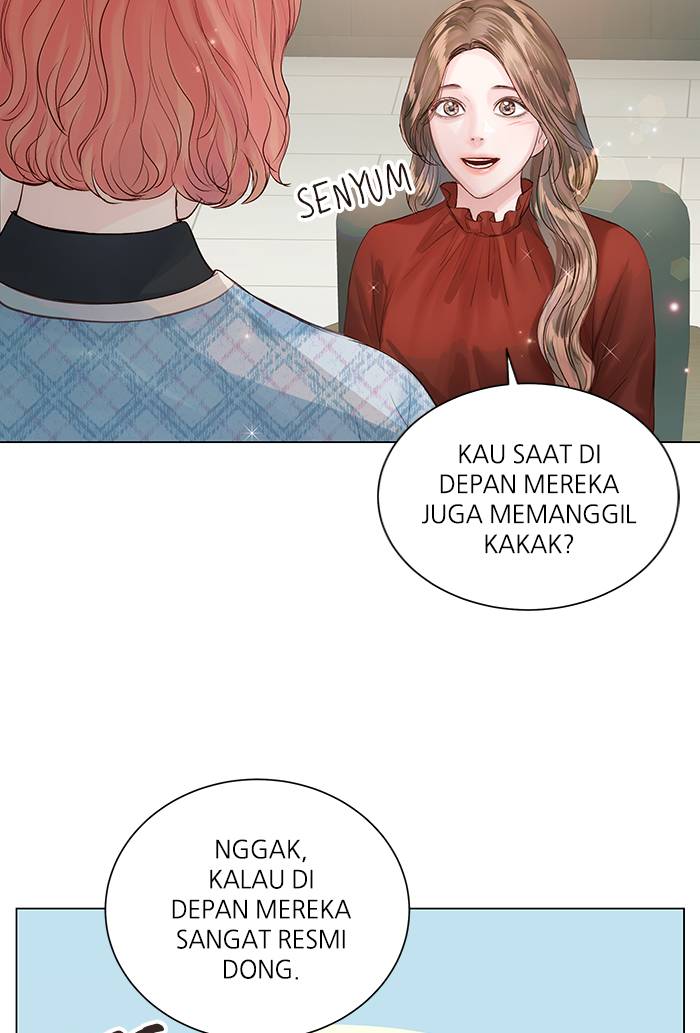 SENYUM
KAU SAAT DI
DEPAN MEREKA
JUGA MEMANGGIL
KAKAK?
NGGAK,
KALAU DI
DEPAN MEREKA
SANGAT RESMI
DONG.